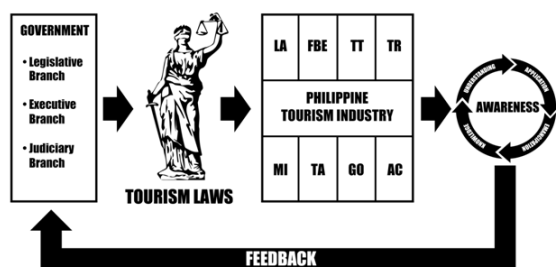 GOVERNMENT
• Legislative
Branch
• Executive
Branch
• Judiciary
Branch
TOURISM LAWS
LA FBE TT TR
PHILIPPINE
TOURISM INDUSTRY
MI TA GO AC
UNDERSTANDING
APPLICATION
AWARENESS
KNOWLEDGE
EMANCIPATION
FEEDBACK